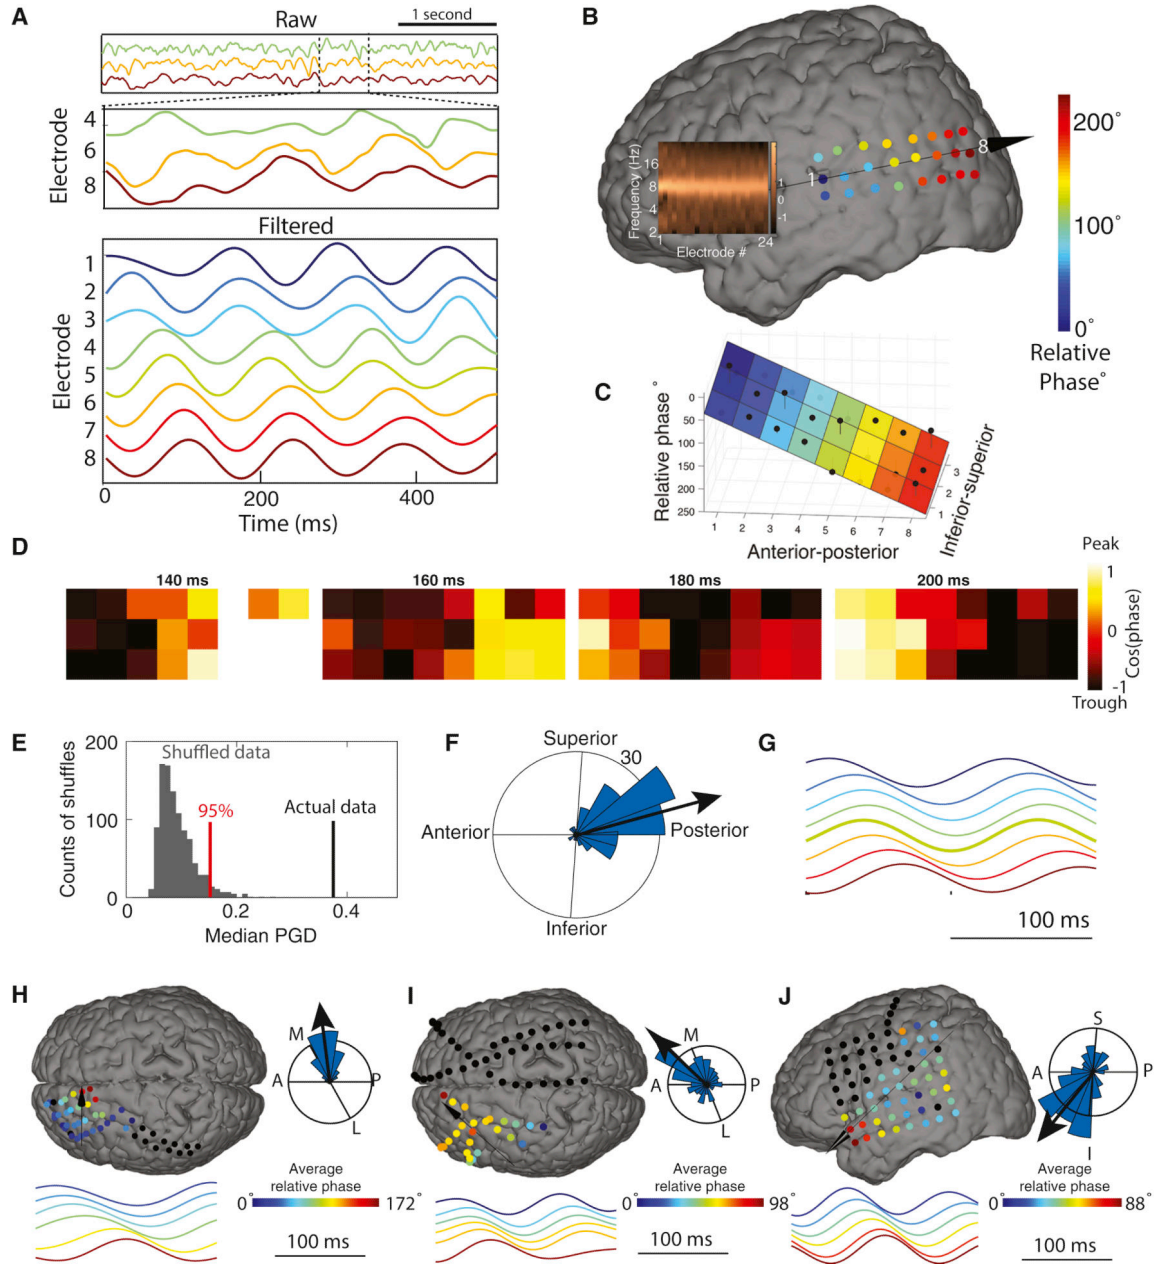 A
Raw
1 second
Electrode
4
6
8
Filtered
Electrode
1
2
3
4
5
6
7
8
0 200 400
Time (ms)
B
Frequency (Hz)
16
8
4
2
1 24
Electrode #
1
0
-1
1
8
200°
100°
0°
Relative
Phase°
C
Relative phase °
0
50
100
150
200
250
1 2 3 4 5 6 7 8
Anterior-posterior
1
2
3
Inferior-superior
D
140 ms 160 ms 180 ms 200 ms
Peak
1
0
-1
Cos(phase)
Trough
E
Counts of shuffles
200
100
0
Shuffled data
95%
Actual data
0 0.2 0.4
Median PGD
F
Superior
30
Anterior
Posterior
Inferior
G
100 ms
H
M
A P
L
Average
relative phase
0° 172°
100 ms
I
M
A P
L
Average
relative phase
0° 98°
100 ms
J
S
A P
I
Average
relative phase
0° 88°
100 ms